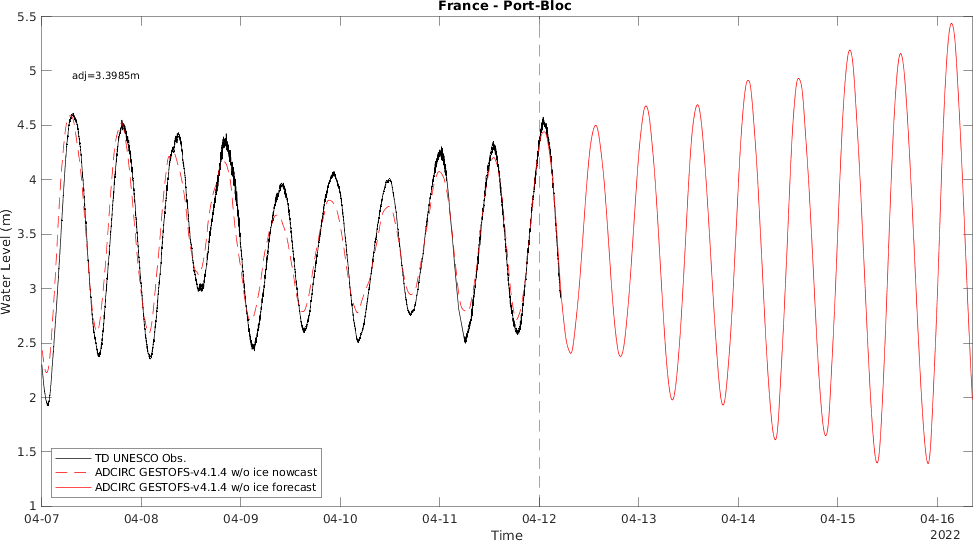 France - Port-Bloc
adj=3.3985m
5.5
5
4.5
4
3.5
3
2.5
2
1.5
1
Water Level (m)
TD UNESCO Obs.
ADCIRC GESTOFS-v4.1.4 w/o ice nowcast
ADCIRC GESTOFS-v4.1.4 w/o ice forecast
04-07 04-08 04-09 04-10 04-11 04-12 04-13 04-14 04-15 04-16
Time
2022